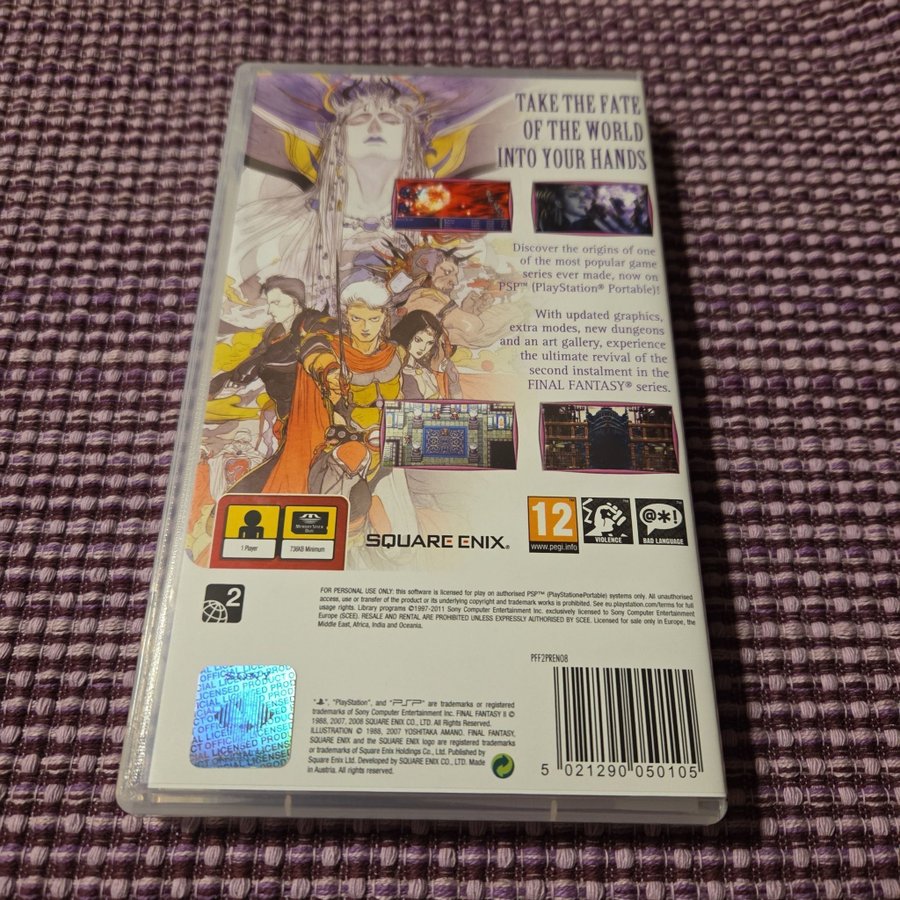 TAKE THE FATE
OF THE WORLD
INTO YOUR HANDS
Discover the origins of one
of the most popular game
series ever made, now on
PSP™ (PlayStation® Portable)!
With updated graphics,
extra modes, new dungeons
and an art gallery, experience
the ultimate revival of the
second instalment in the
FINAL FANTASY® series.
1 Player
MEMORY STICK
DUO
736KB Minimum
SQUARE ENIX®
12
www.pegi.info
VIOLENCE
@*!
BAD LANGUAGE
2
FOR PERSONAL USE ONLY: this software is licensed for play on authorised PSP™ (PlayStation®Portable) systems only. All unauthorised
access, use or transfer of the product or its underlying copyright and trademark works is prohibited. See eu.playstation.com/terms for full
usage rights. Library programs ©1997-2011 Sony Computer Entertainment Inc. exclusively licensed to Sony Computer Entertainment
Europe (SCEE). RESALE AND RENTAL ARE PROHIBITED UNLESS EXPRESSLY AUTHORISED BY SCEE. Licensed for sale only in Europe, the
Middle East, Africa, India and Oceania.
PFF2PREN08
SONY
OFFICIAL LICENSED PRODUCT
"", "PlayStation", and "PSP" are trademarks or registered
trademarks of Sony Computer Entertainment Inc. FINAL FANTASY II ©
1988, 2007, 2008 SQUARE ENIX CO., LTD. All Rights Reserved.
ILLUSTRATION © 1988, 2007 YOSHITAKA AMANO. FINAL FANTASY,
SQUARE ENIX and the SQUARE ENIX logo are registered trademarks
or trademarks of Square Enix Holdings Co., Ltd. Published by
Square Enix Ltd. Developed by SQUARE ENIX CO., LTD. Made
in Austria. All rights reserved.
5 021290 050105